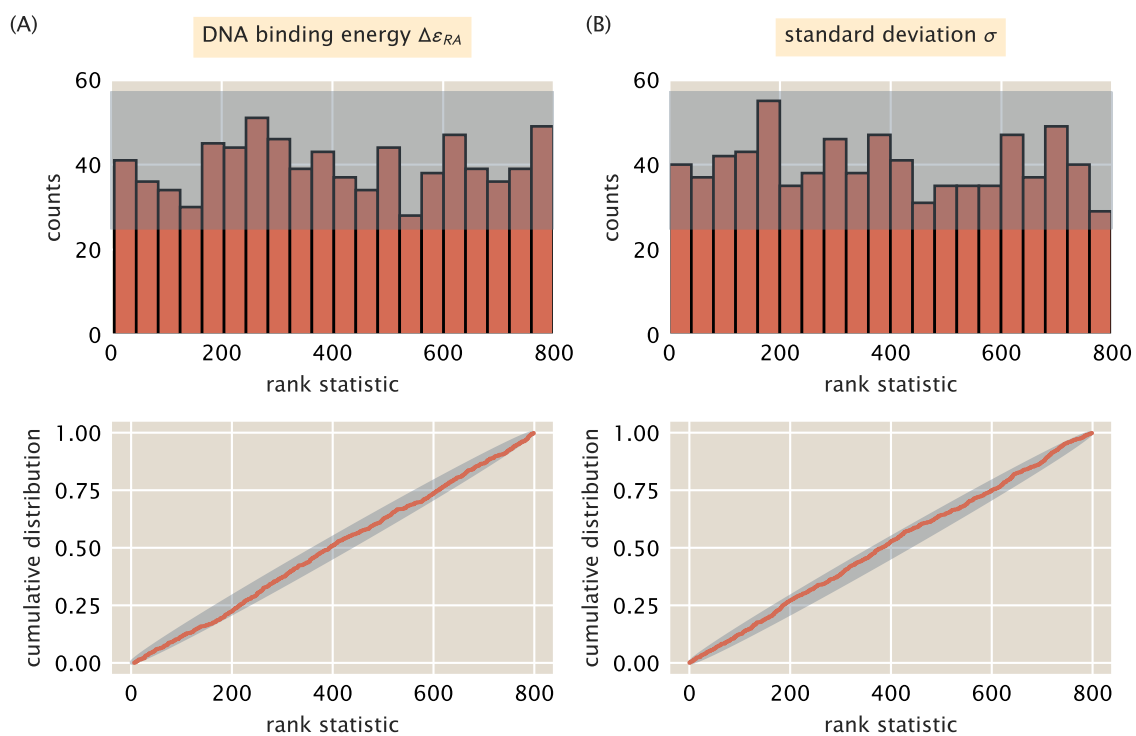 (A)
DNA binding energy Δε_RA
60
40
20
0
counts
0 200 400 600 800
rank statistic
1.00
0.75
0.50
0.25
0.00
cumulative distribution
0 200 400 600 800
rank statistic
(B)
standard deviation σ
60
40
20
0
counts
0 200 400 600 800
rank statistic
1.00
0.75
0.50
0.25
0.00
cumulative distribution
0 200 400 600 800
rank statistic